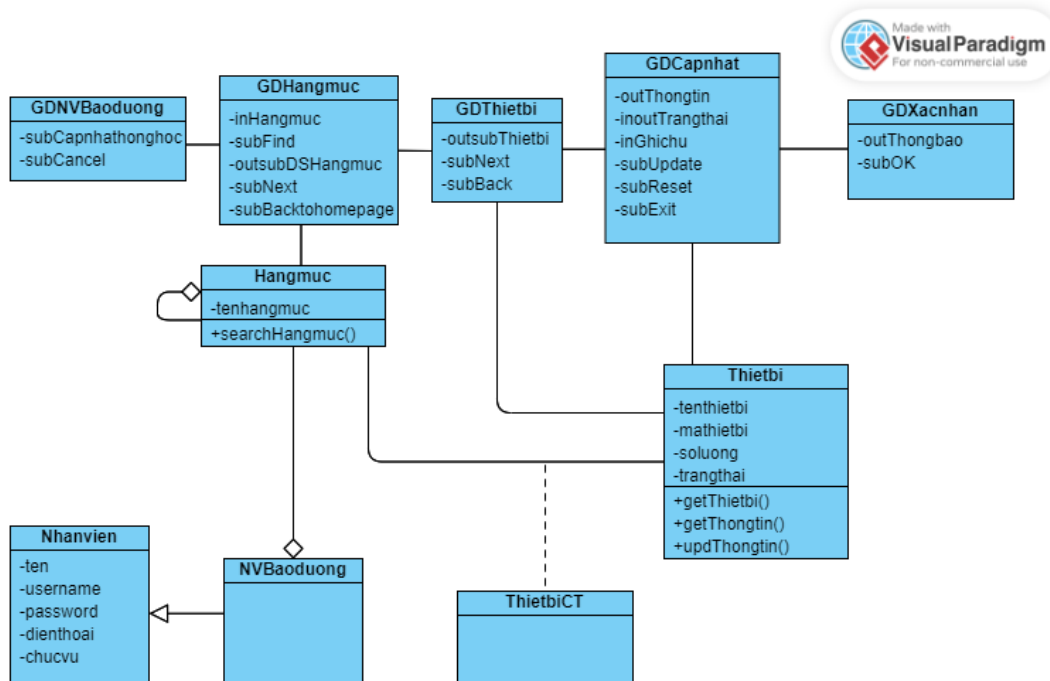 Made with
Visual Paradigm
For non-commercial use
GDNVBaoduong
-subCapnhathonghoc
-subCancel
GDHangmuc
-inHangmuc
-subFind
-outsubDSHangmuc
-subNext
-subBacktohomepage
GDThietbi
-outsubThietbi
-subNext
-subBack
GDCapnhat
-outThongtin
-inoutTrangthai
-inGhichu
-subUpdate
-subReset
-subExit
GDXacnhan
-outThongbao
-subOK
Hangmuc
-tenhangmuc
+searchHangmuc()
Thietbi
-tenthietbi
-mathietbi
-soluong
-trangthai
+getThietbi()
+getThongtin()
+updThongtin()
Nhanvien
-ten
-username
-password
-dienthoai
-chucvu
NVBaoduong
ThietbiCT